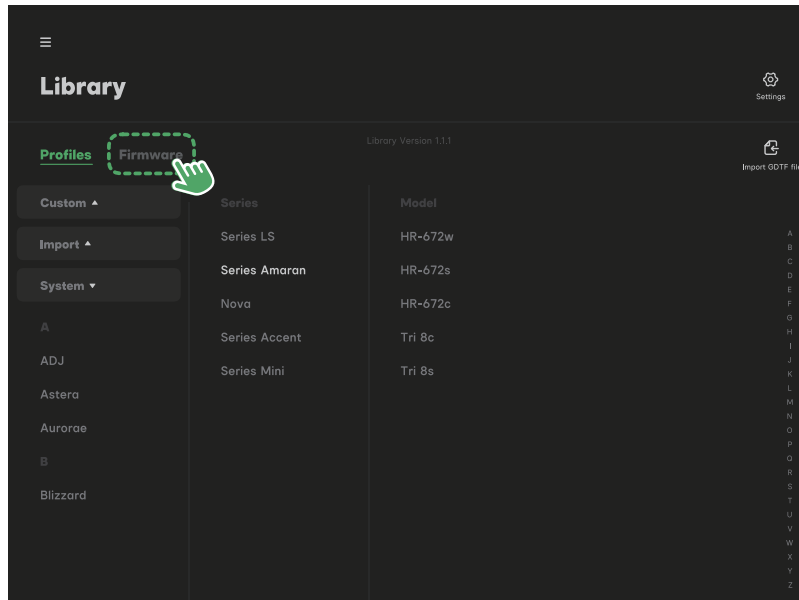 Library
Settings
Profiles Firmware
Library Version 1.1.1
Import GDTF file
Custom
Series
Model
Import
Series LS
HR-672w
System
Series Amaran
HR-672s
Nova
HR-672c
A
Series Accent
Tri 8c
ADJ
Series Mini
Tri 8s
Astera
Aurorae
B
Blizzard
A
B
C
D
E
F
G
H
I
J
K
L
M
N
O
P
Q
R
S
T
U
V
W
X
Y
Z